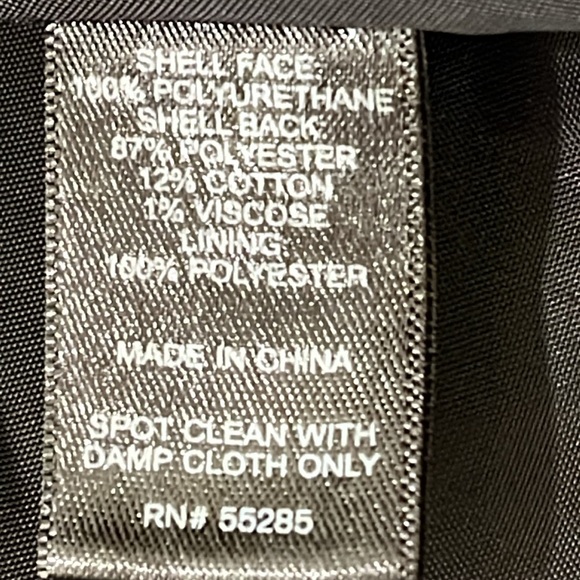 SHELL FACE:
100% POLYURETHANE
SHELL BACK:
87% POLYESTER
12% COTTON
1% VISCOSE
LINING:
100% POLYESTER
MADE IN CHINA
SPOT CLEAN WITH
DAMP CLOTH ONLY
RN# 56285